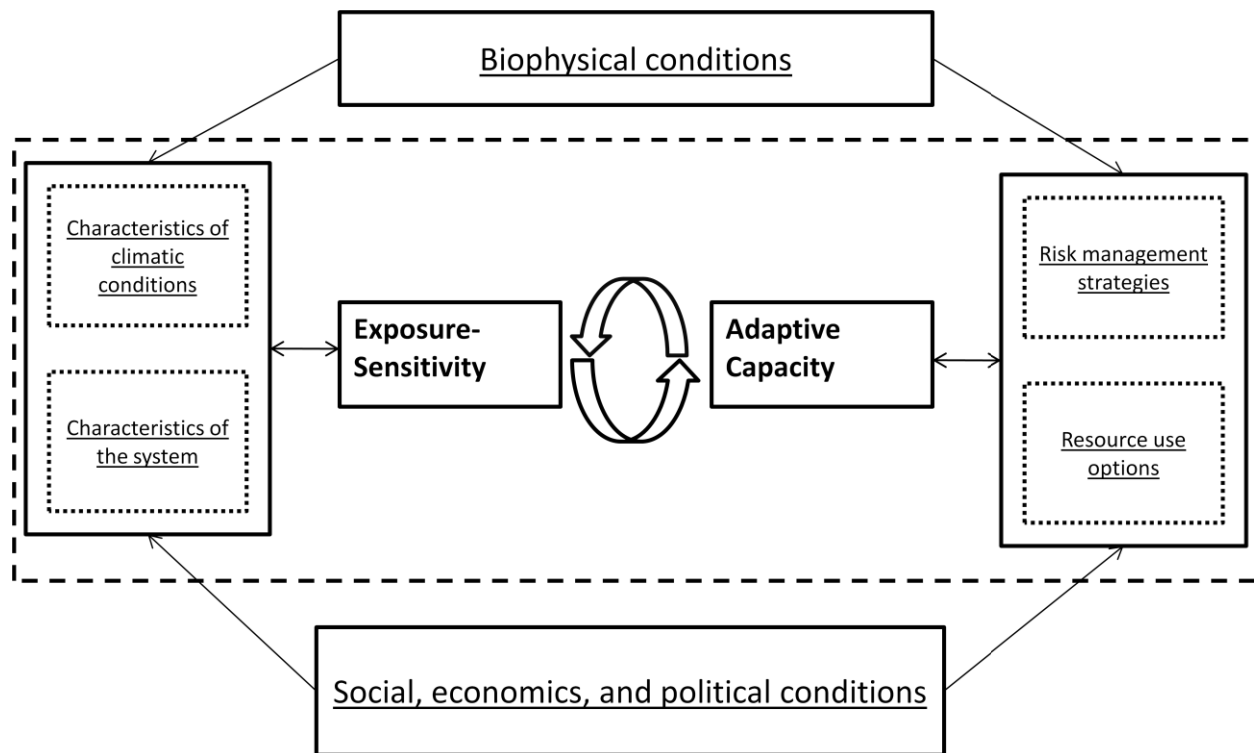 Biophysical conditions
Characteristics of
climatic
conditions
Characteristics of
the system
Exposure-
Sensitivity
Adaptive
Capacity
Risk management
strategies
Resource use
options
Social, economics, and political conditions